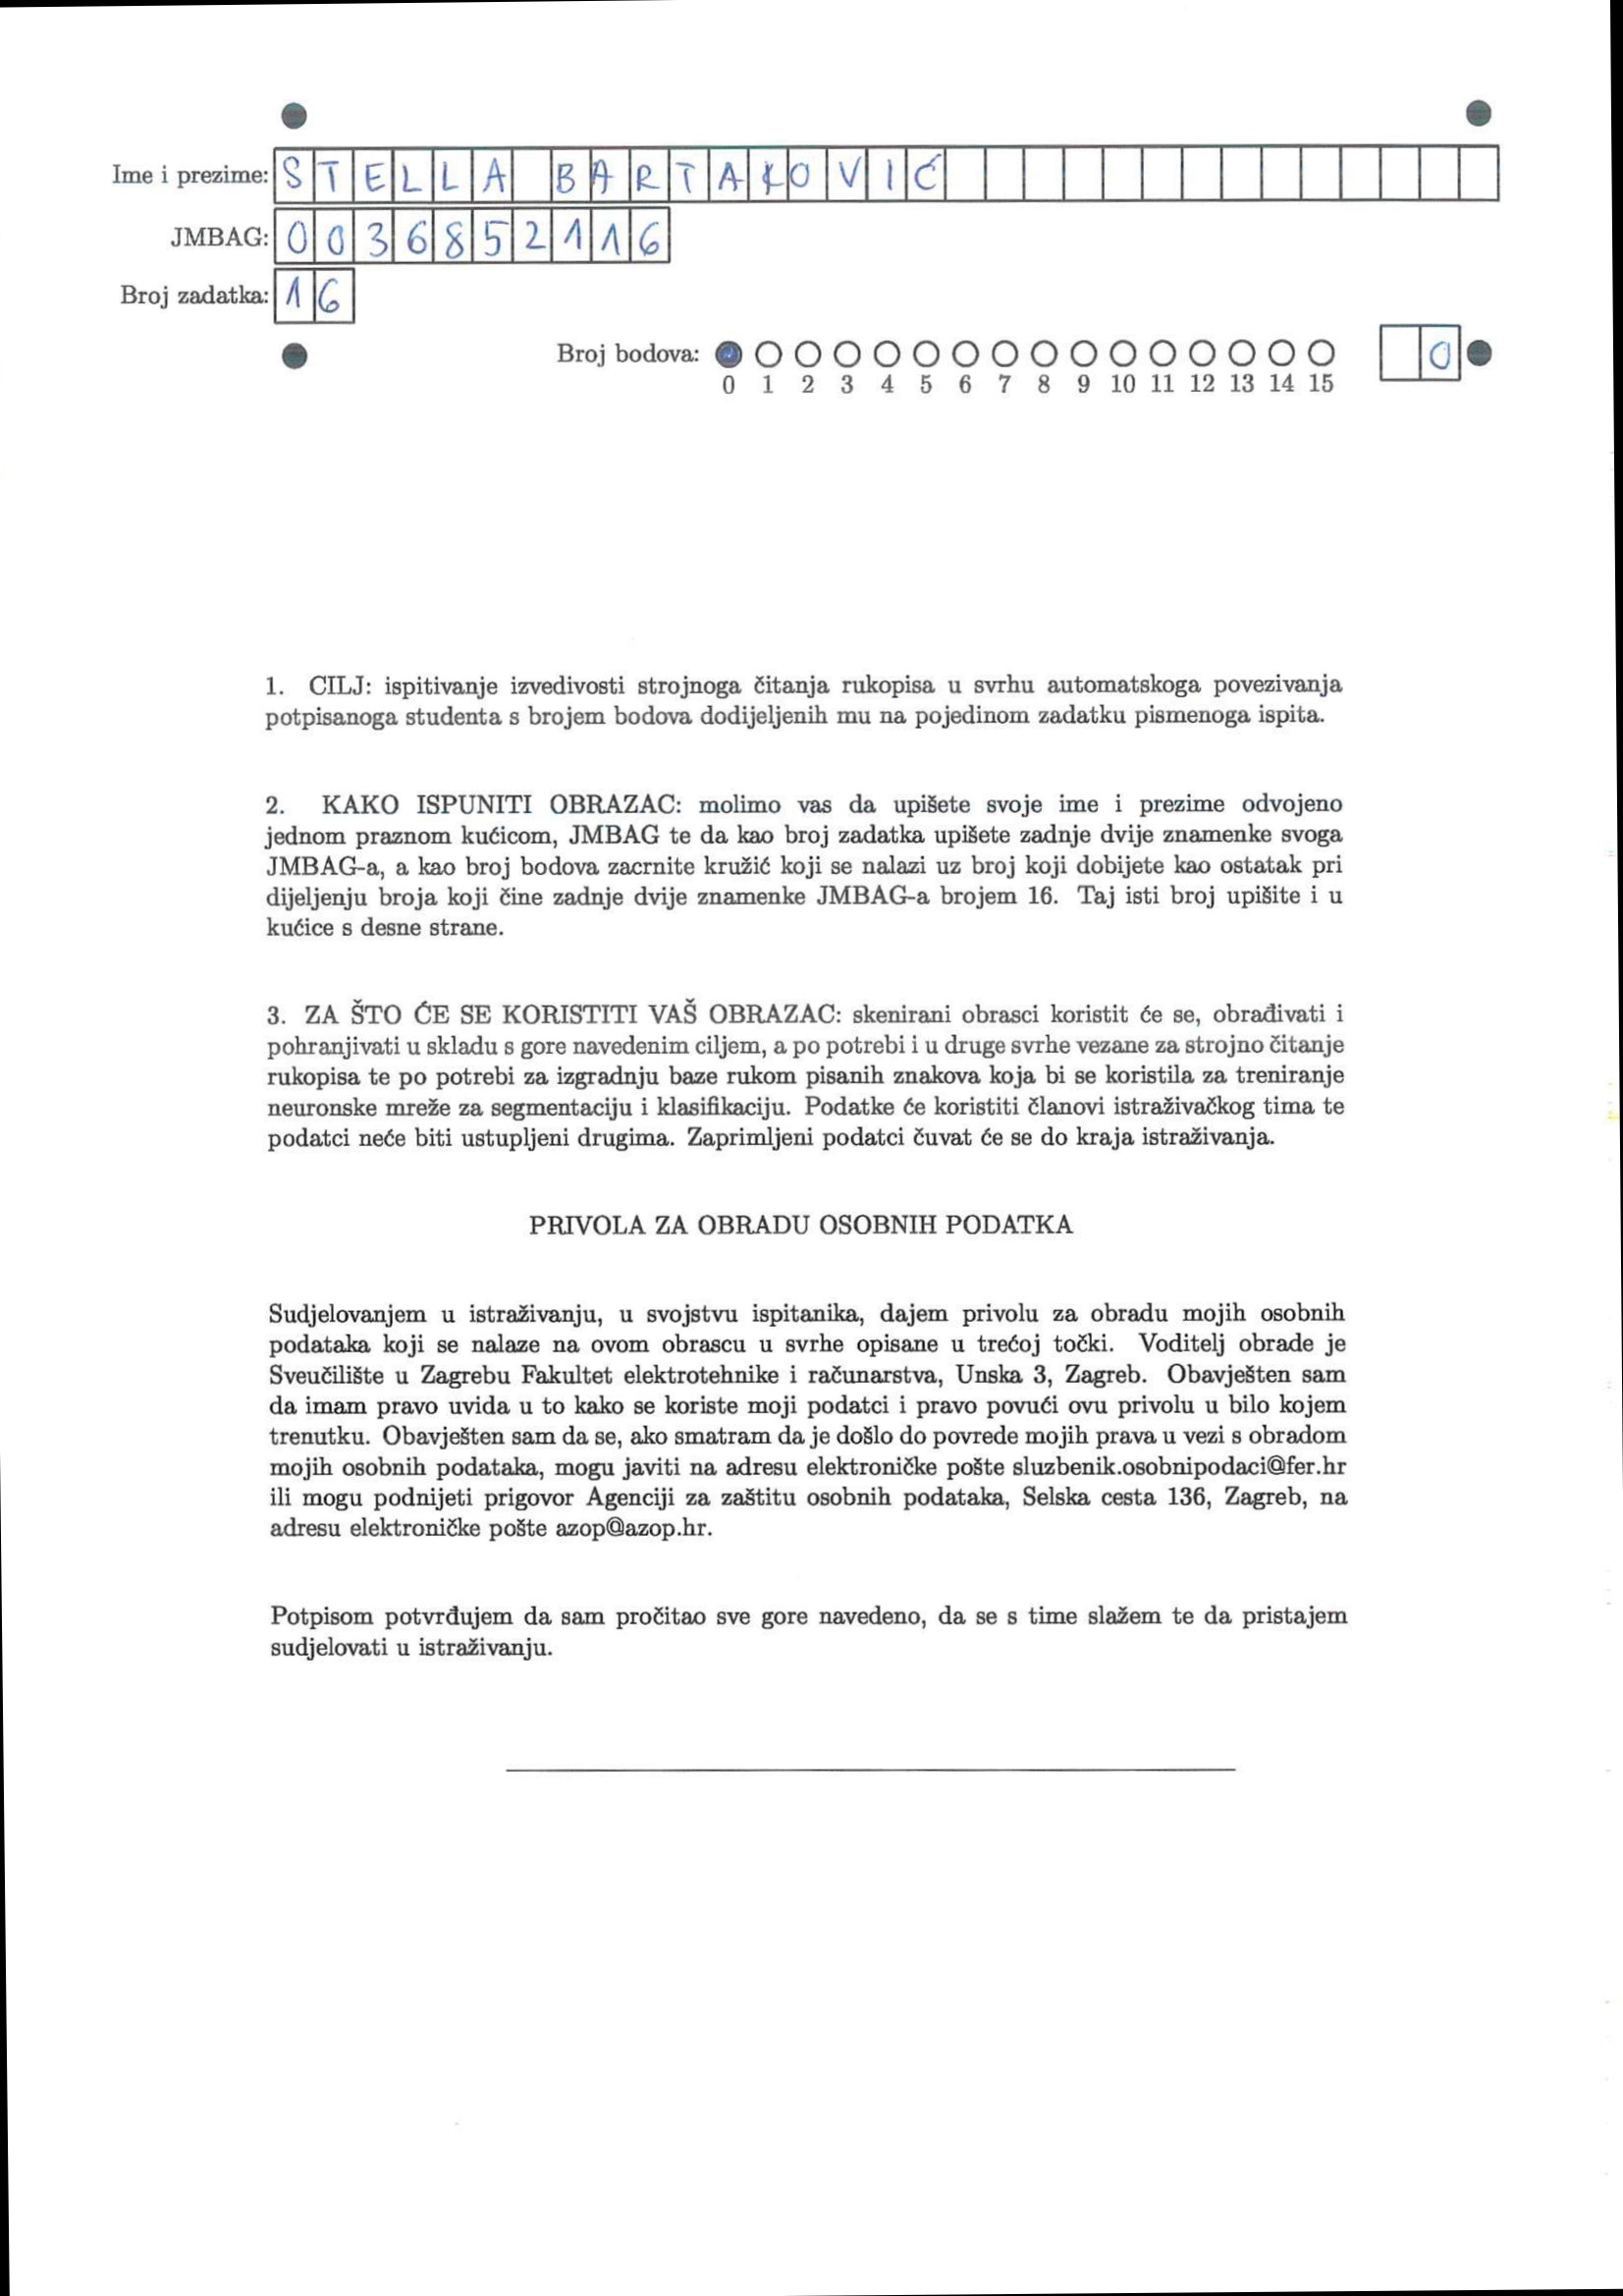 Ime i prezime: STELLA BARTAKOVIĆ
JMBAG: 0036852116
Broj zadatka: 16
Broj bodova: 0
0 1 2 3 4 5 6 7 8 9 10 11 12 13 14 15
1. CILJ: ispitivanje izvedivosti strojnoga čitanja rukopisa u svrhu automatskoga povezivanja
potpisanoga studenta s brojem bodova dodijeljenih mu na pojedinom zadatku pismenoga ispita.
2. KAKO ISPUNITI OBRAZAC: molimo vas da upišete svoje ime i prezime odvojeno
jednom praznom kućicom, JMBAG te da kao broj zadatka upišete zadnje dvije znamenke svoga
JMBAG-a, a kao broj bodova zacrnite kružić koji se nalazi uz broj koji dobijete kao ostatak pri
dijeljenju broja koji čine zadnje dvije znamenke JMBAG-a brojem 16. Taj isti broj upišite i u
kućice s desne strane.
3. ZA ŠTO ĆE SE KORISTITI VAŠ OBRAZAC: skenirani obrasci koristit će se, obrađivati i
pohranjivati u skladu s gore navedenim ciljem, a po potrebi i u druge svrhe vezane za strojno čitanje
rukopisa te po potrebi za izgradnju baze rukom pisanih znakova koja bi se koristila za treniranje
neuronske mreže za segmentaciju i klasifikaciju. Podatke će koristiti članovi istraživačkog tima te
podatci neće biti ustupljeni drugima. Zaprimljeni podatci čuvat će se do kraja istraživanja.
PRIVOLA ZA OBRADU OSOBNIH PODATKA
Sudjelovanjem u istraživanju, u svojstvu ispitanika, dajem privolu za obradu mojih osobnih
podataka koji se nalaze na ovom obrascu u svrhe opisane u trećoj točki. Voditelj obrade je
Sveučilište u Zagrebu Fakultet elektrotehnike i računarstva, Unska 3, Zagreb. Obavješten sam
da imam pravo uvida u to kako se koriste moji podatci i pravo povući ovu privolu u bilo kojem
trenutku. Obavješten sam da se, ako smatram da je došlo do povrede mojih prava u vezi s obradom
mojih osobnih podataka, mogu javiti na adresu elektroničke pošte sluzbenik.osobnipodaci@fer.hr
ili mogu podnijeti prigovor Agenciji za zaštitu osobnih podataka, Selska cesta 136, Zagreb, na
adresu elektroničke pošte azop@azop.hr.
Potpisom potvrđujem da sam pročitao sve gore navedeno, da se s time slažem te da pristajem
sudjelovati u istraživanju.